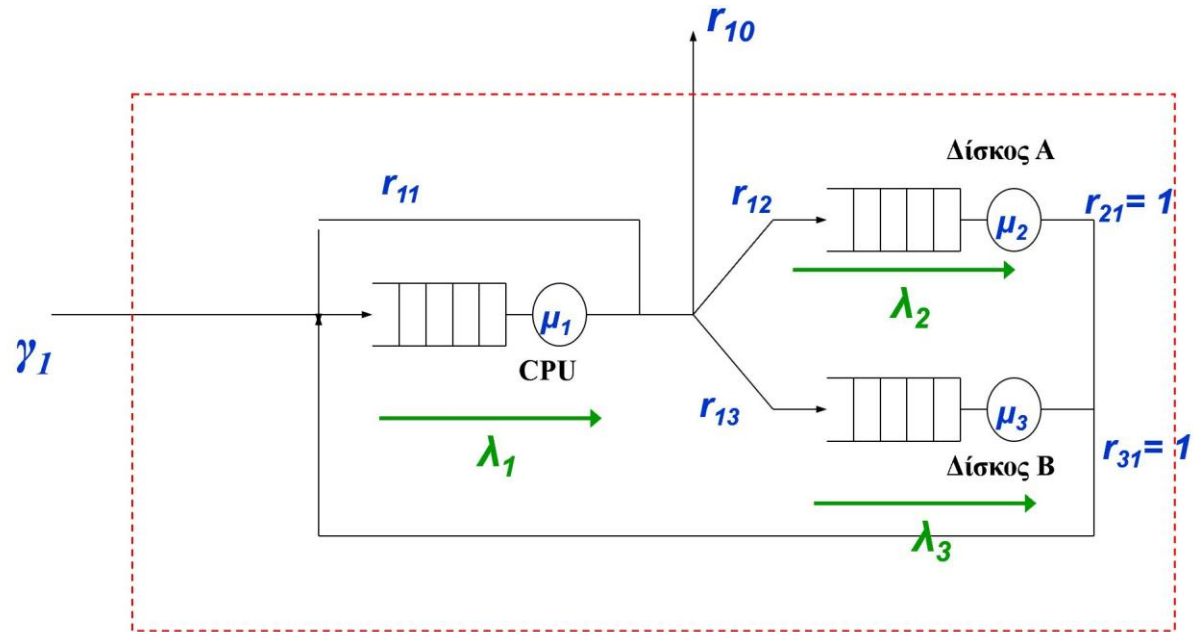 r10
Δίσκος Α
r11
r12
μ2
r21= 1
λ2
γ1
μ1
CPU
r13
μ3
r31= 1
Δίσκος Β
λ1
λ3